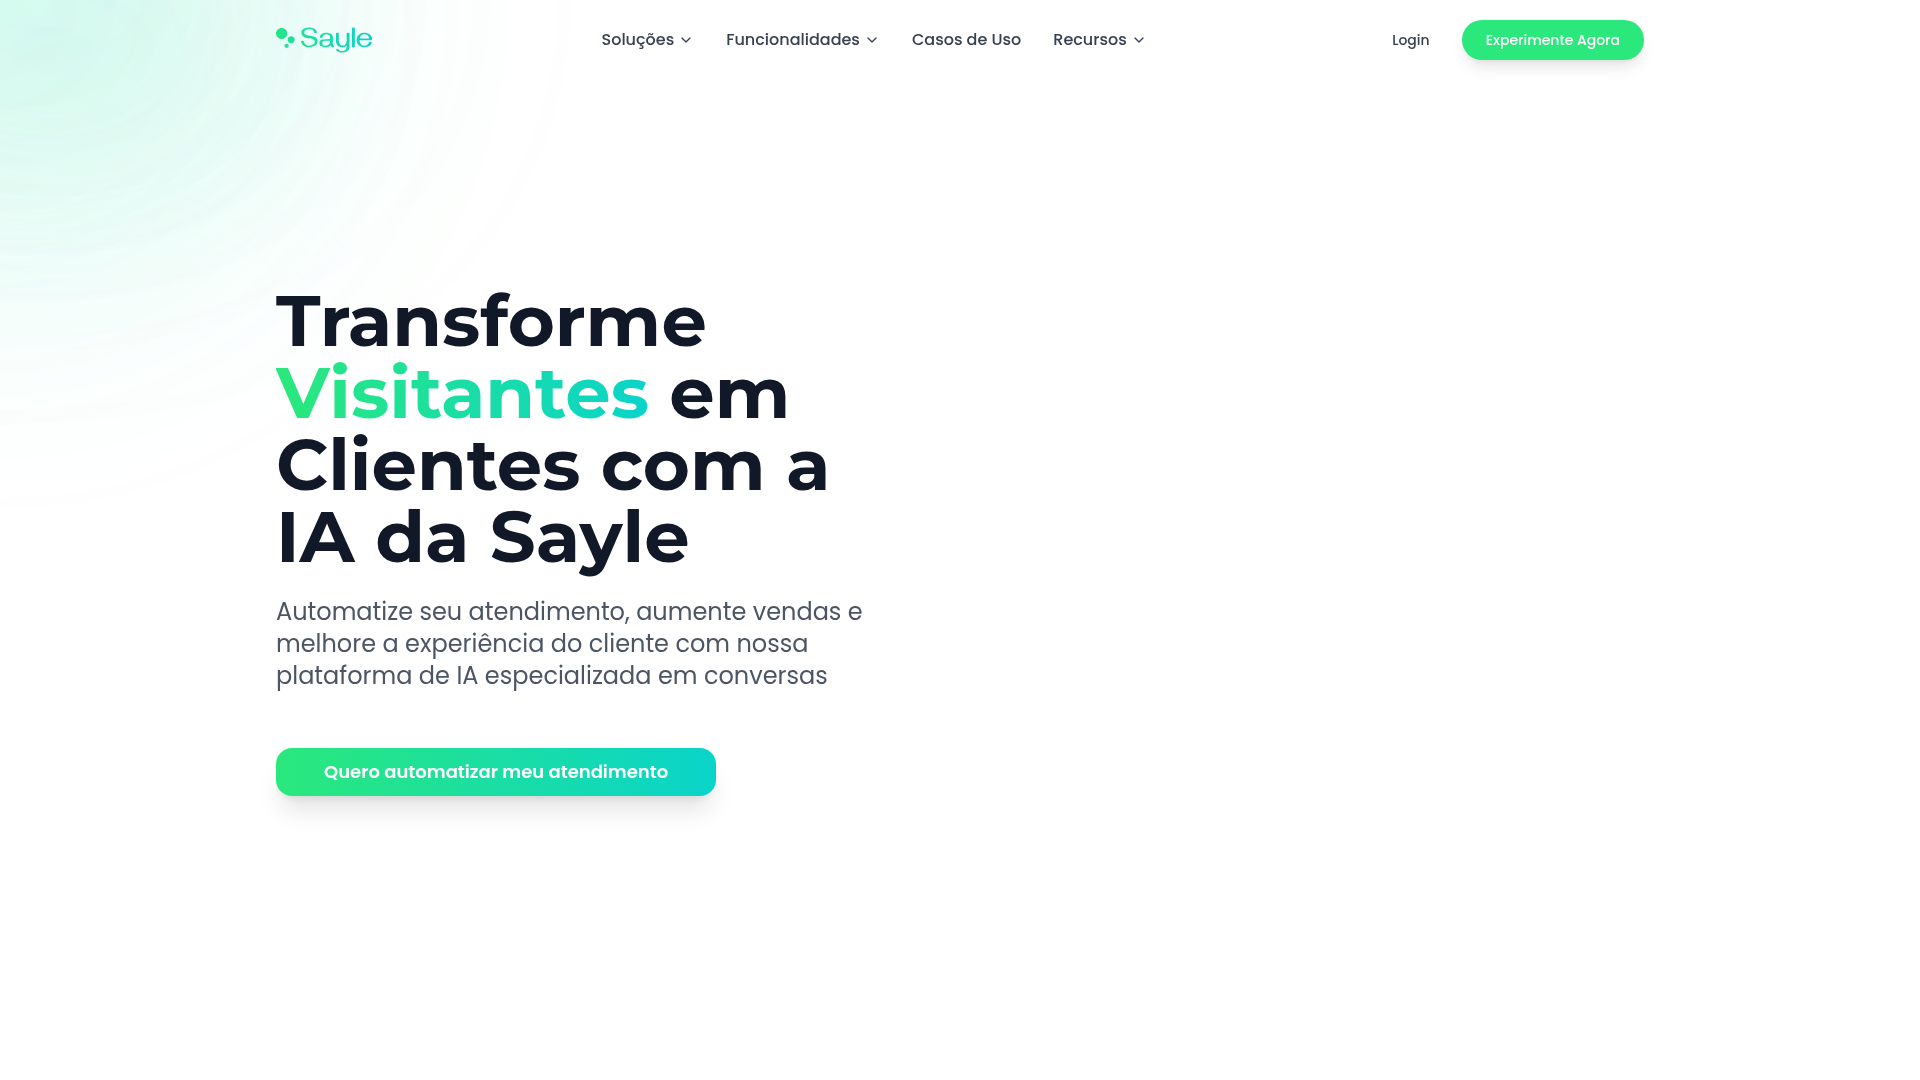 Sayle
Soluções
Funcionalidades
Casos de Uso
Recursos
Login
Experimente Agora
Transforme
Visitantes em
Clientes com a
IA da Sayle
Automatize seu atendimento, aumente vendas e
melhore a experiência do cliente com nossa
plataforma de IA especializada em conversas
Quero automatizar meu atendimento